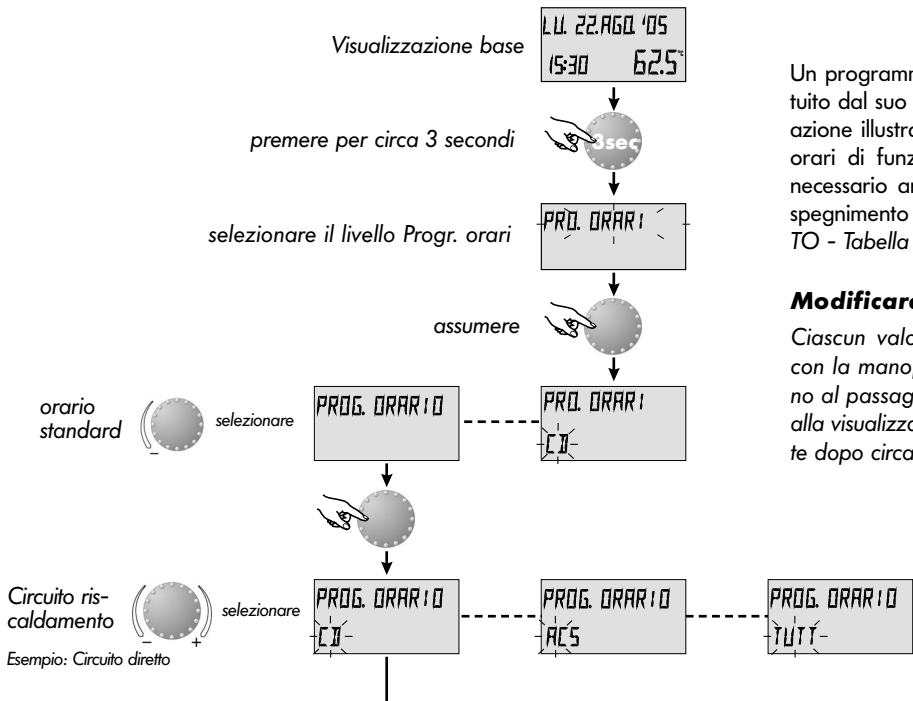 Visualizzazione base
LU. 22.AGO. '05
15:30 62.5°C
premere per circa 3 secondi
3sec
selezionare il livello Progr. orari
PRO. ORARI
assumere
orario
standard
–
selezionare
PROG. ORARIO
PRO. ORARI
CD
Circuito ris-
caldamento
– +
selezionare
Esempio: Circuito diretto
PROG. ORARIO
CD
PROG. ORARIO
ACS
PROG. ORARIO
TUTT
Un programm
tuito dal suo
azione illustra
orari di funz
necessario an
spegnimento
TO - Tabella
Modificare
Ciascun valo
con la manop
no al passag
alla visualizza
te dopo circa